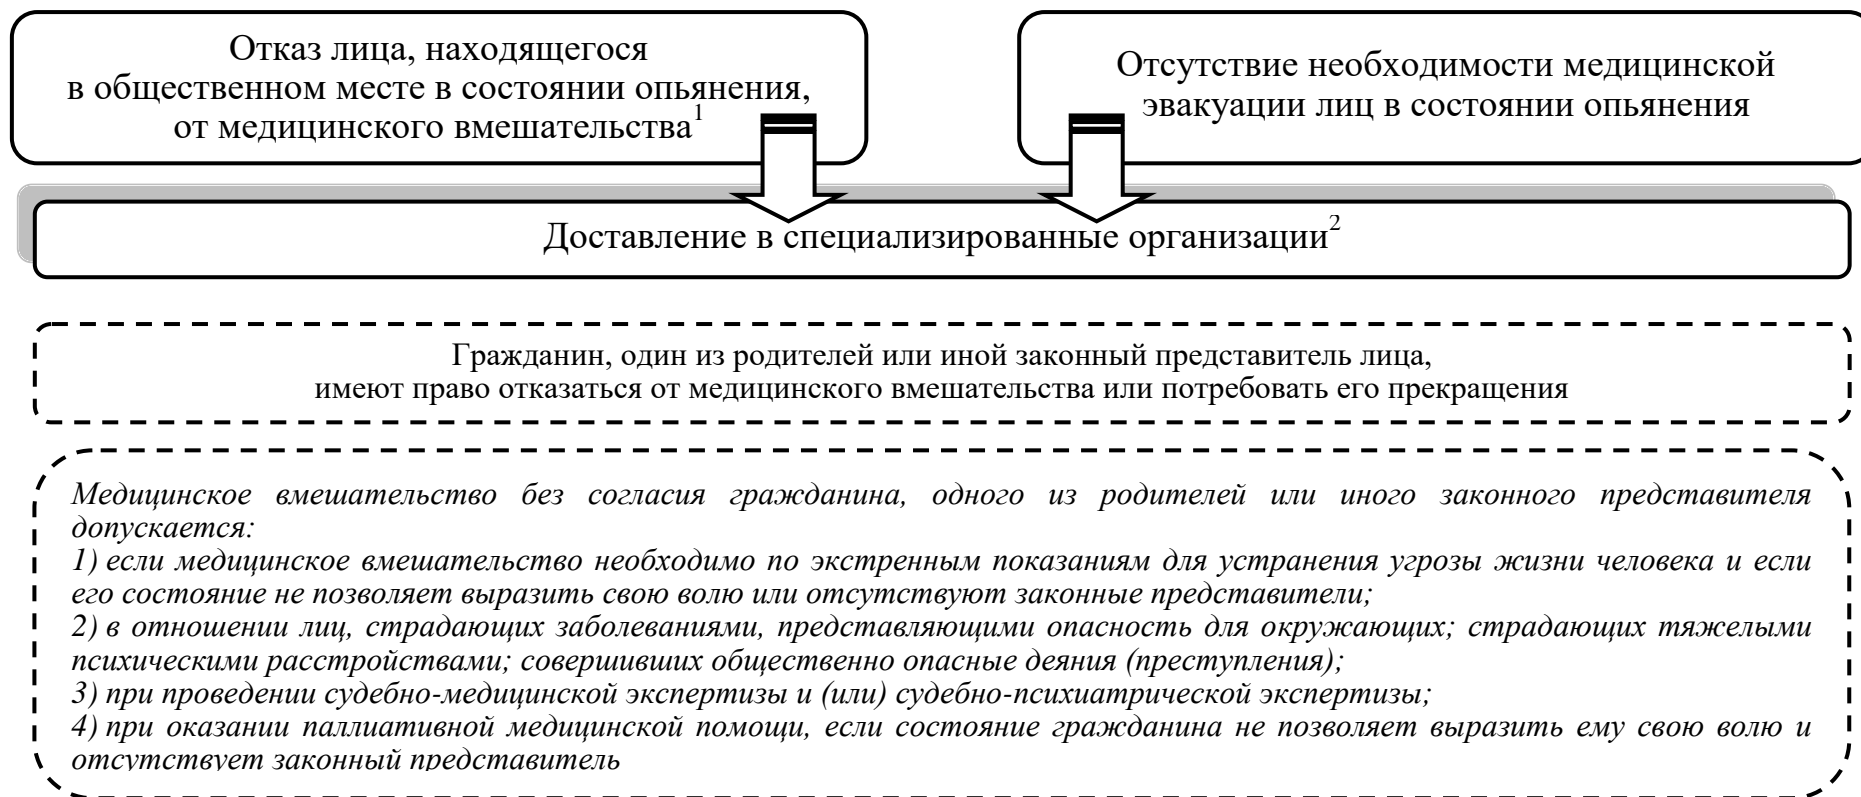 Отказ лица, находящегося
в общественном месте в состоянии опьянения,
от медицинского вмешательства1
Отсутствие необходимости медицинской
эвакуации лиц в состоянии опьянения
Доставление в специализированные организации2
Гражданин, один из родителей или иной законный представитель лица,
имеют право отказаться от медицинского вмешательства или потребовать его прекращения
Медицинское вмешательство без согласия гражданина, одного из родителей или иного законного представителя
допускается:
1) если медицинское вмешательство необходимо по экстренным показаниям для устранения угрозы жизни человека и если
его состояние не позволяет выразить свою волю или отсутствуют законные представители;
2) в отношении лиц, страдающих заболеваниями, представляющими опасность для окружающих; страдающих тяжелыми
психическими расстройствами; совершивших общественно опасные деяния (преступления);
3) при проведении судебно-медицинской экспертизы и (или) судебно-психиатрической экспертизы;
4) при оказании паллиативной медицинской помощи, если состояние гражданина не позволяет выразить ему свою волю и
отсутствует законный представитель